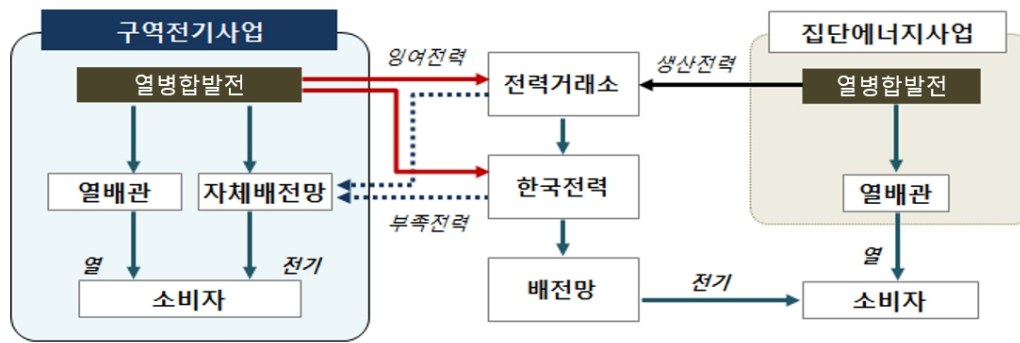 구역전기사업
집단에너지사업
열병합발전
잉여전력
전력거래소
생산전력
열병합발전
열배관
자체배전망
한국전력
열배관
부족전력
열
전기
소비자
배전망
전기
열
소비자